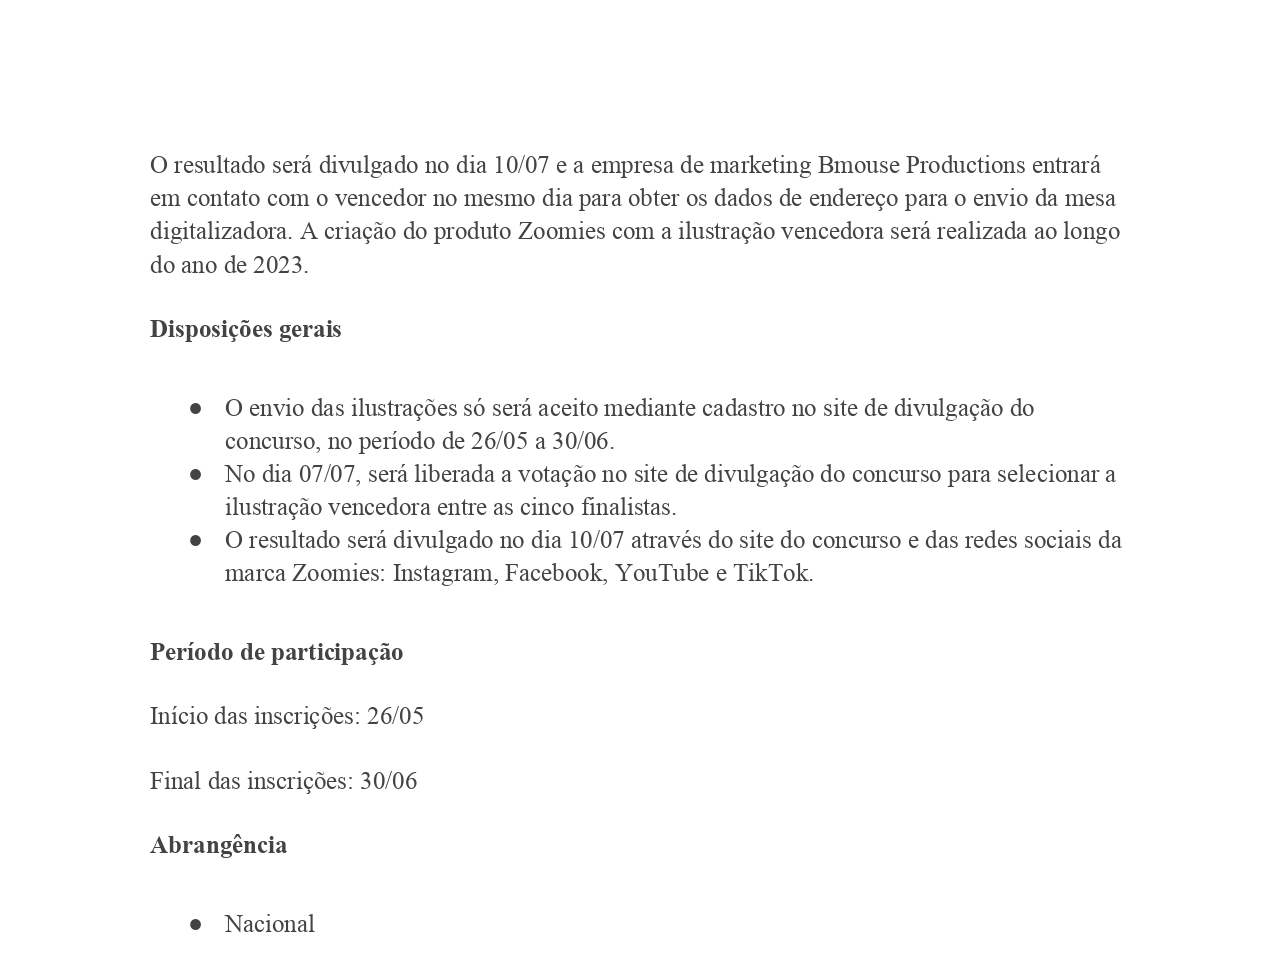 O resultado será divulgado no dia 10/07 e a empresa de marketing Bmouse Productions entrará
em contato com o vencedor no mesmo dia para obter os dados de endereço para o envio da mesa
digitalizadora. A criação do produto Zoomies com a ilustração vencedora será realizada ao longo
do ano de 2023.
Disposições gerais
● O envio das ilustrações só será aceito mediante cadastro no site de divulgação do
concurso, no período de 26/05 a 30/06.
● No dia 07/07, será liberada a votação no site de divulgação do concurso para selecionar a
ilustração vencedora entre as cinco finalistas.
● O resultado será divulgado no dia 10/07 através do site do concurso e das redes sociais da
marca Zoomies: Instagram, Facebook, YouTube e TikTok.
Período de participação
Início das inscrições: 26/05
Final das inscrições: 30/06
Abrangência
● Nacional